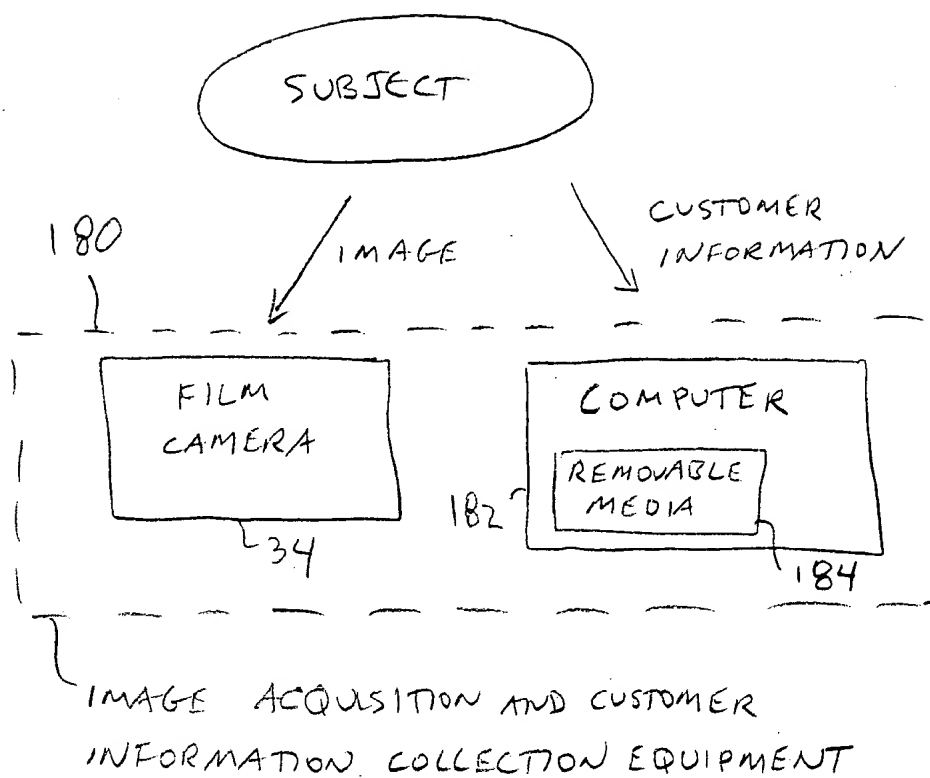 SUBJECT
180
IMAGE
CUSTOMER
INFORMATION
FILM
CAMERA
34
COMPUTER
REMOVABLE
MEDIA
182
184
IMAGE ACQUISITION AND CUSTOMER
INFORMATION COLLECTION EQUIPMENT